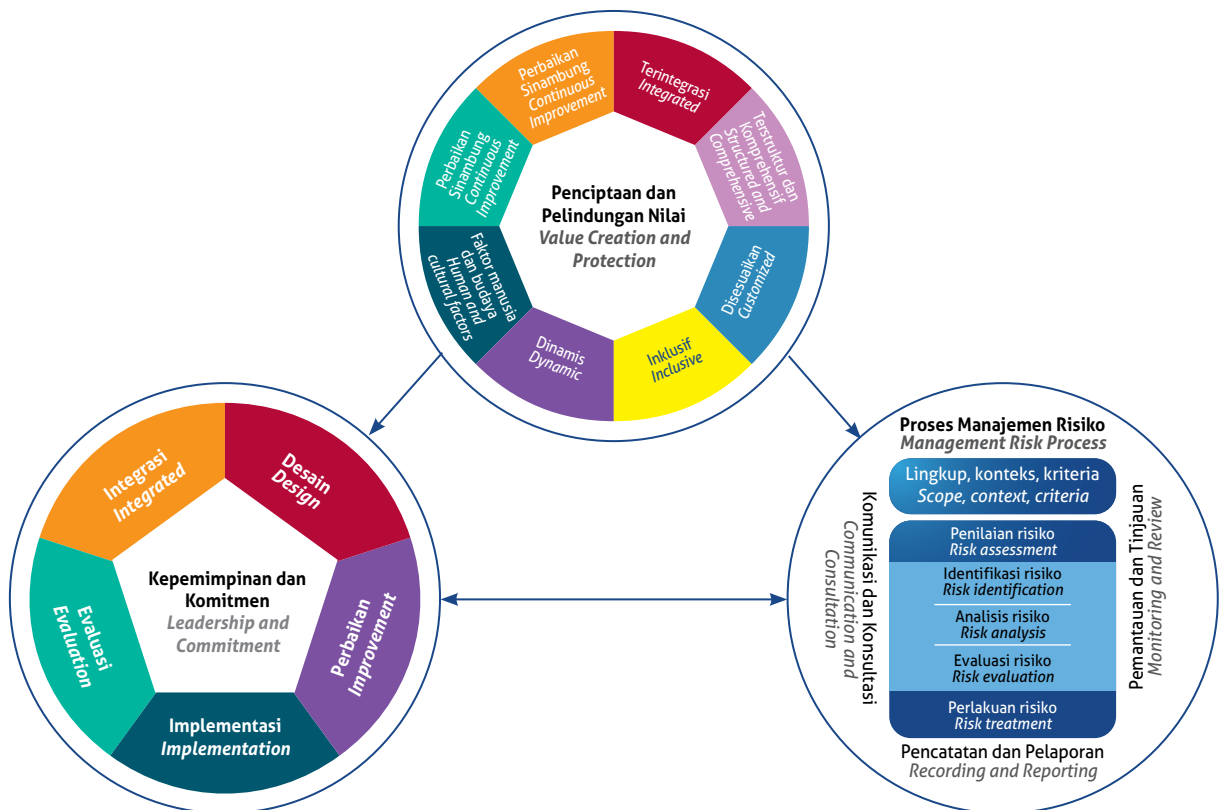 Perbaikan
Sinambung
Continuous
Improvement
Terintegrasi
Integrated
Terstruktur dan
Komprehensif
Structured and
Comprehensive
Disesuaikan
Customized
Inklusif
Inclusive
Dinamis
Dynamic
Faktor manusia
dan budaya
Human and
cultural factors
Perbaikan
Sinambung
Continuous
Improvement
Penciptaan dan
Pelindungan Nilai
Value Creation and
Protection
Integrasi
Integrated
Desain
Design
Perbaikan
Improvement
Implementasi
Implementation
Evaluasi
Evaluation
Kepemimpinan dan
Komitmen
Leadership and
Commitment
Proses Manajemen Risiko
Management Risk Process
Lingkup, konteks, kriteria
Scope, context, criteria
Komunikasi dan Konsultasi
Communication and
Consultation
Penilaian risiko
Risk assessment
Identifikasi risiko
Risk identification
Analisis risiko
Risk analysis
Evaluasi risiko
Risk evaluation
Perlakuan risiko
Risk treatment
Pemantauan dan Tinjauan
Monitoring and Review
Pencatatan dan Pelaporan
Recording and Reporting